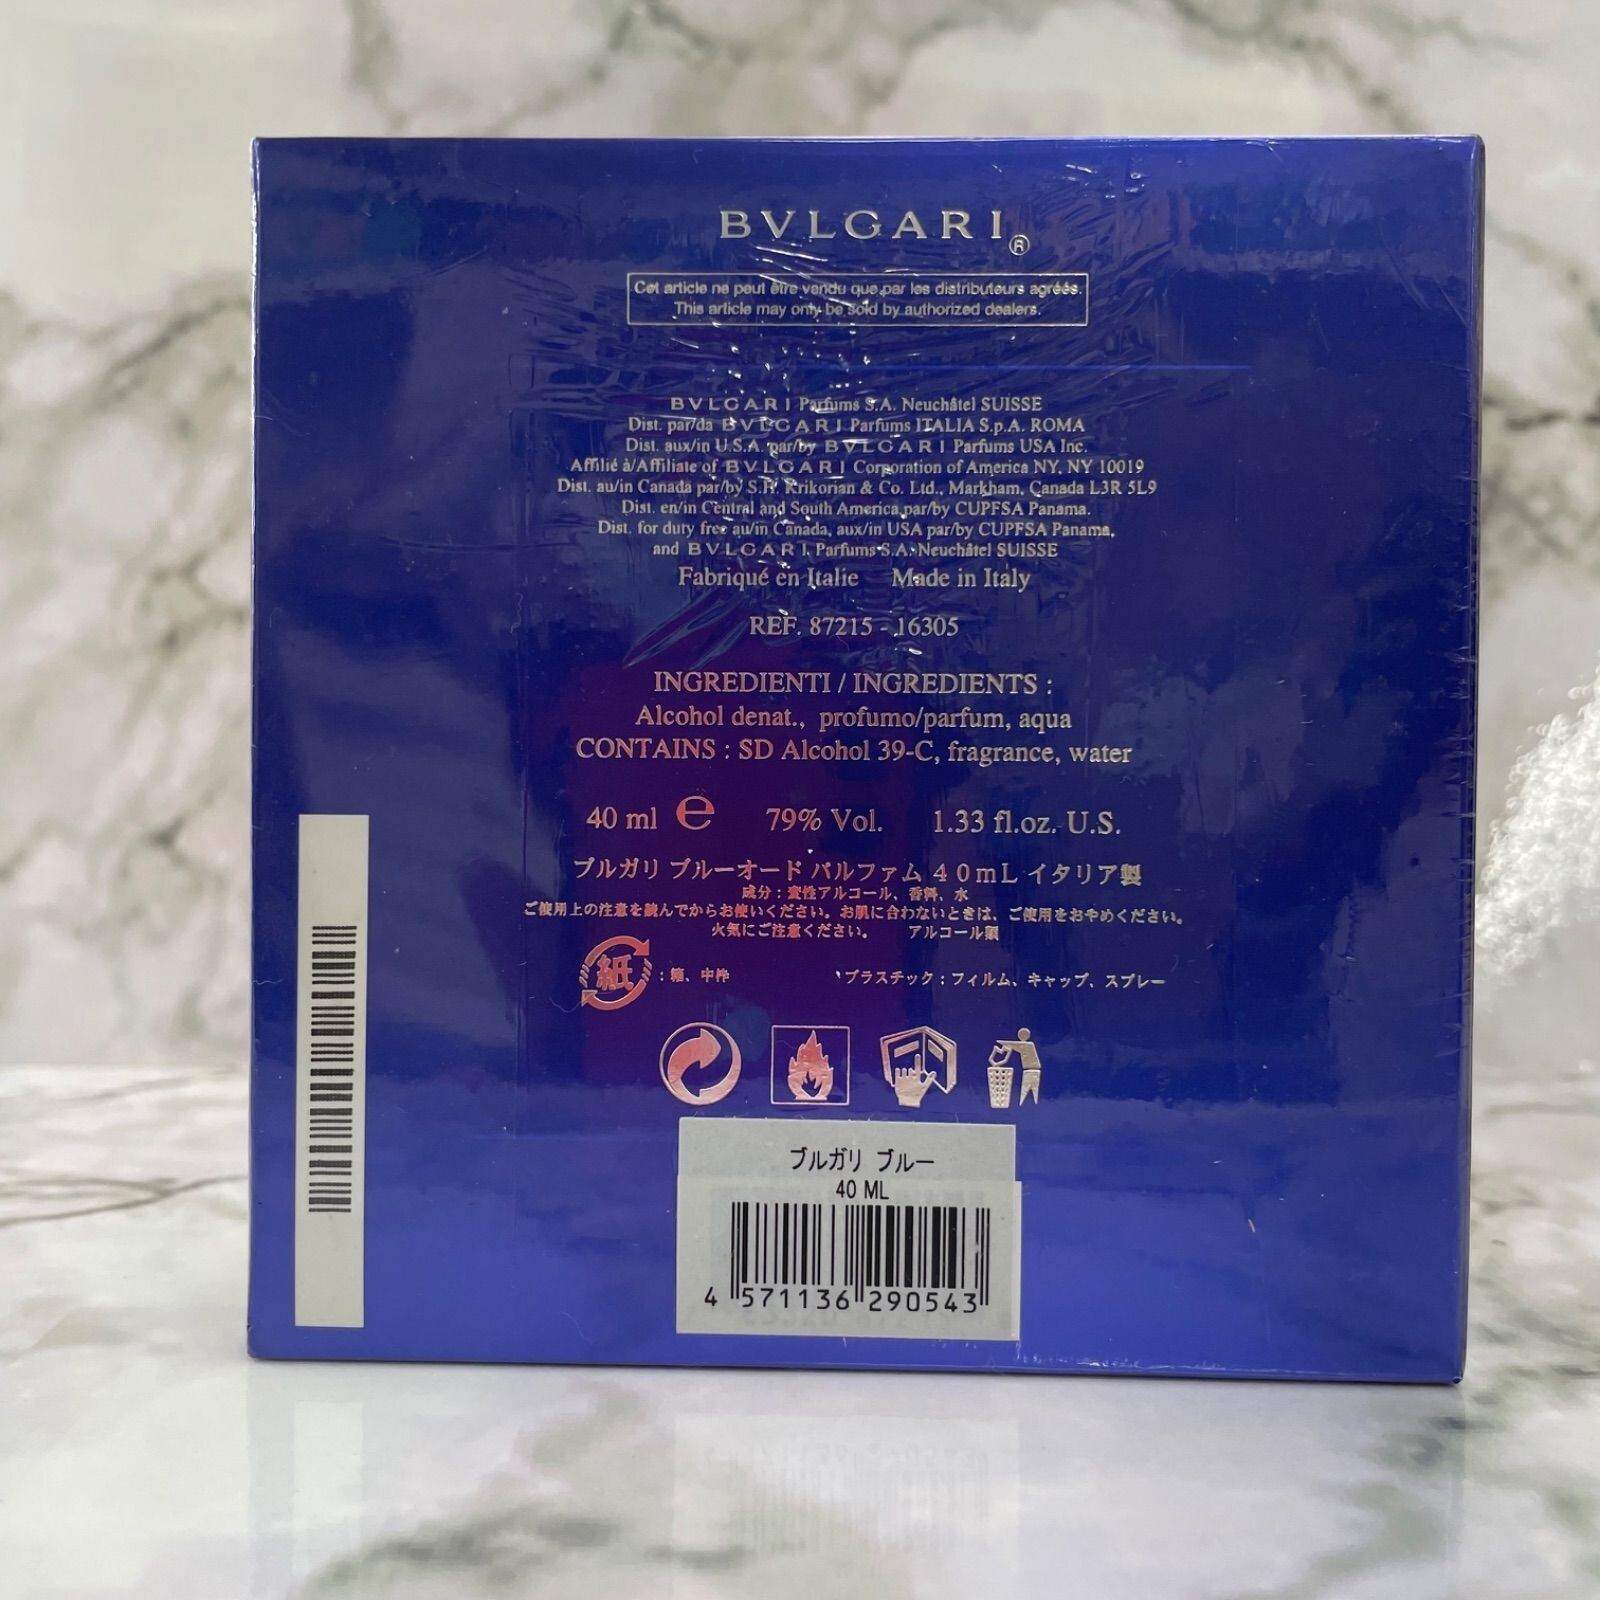 BVLGARI®
Cet article ne peut être vendu que par les distributeurs agréés.
This article may only be sold by authorized dealers.
BVLGARI Parfums S.A. Neuchâtel SUISSE
Dist. par/da BVLGARI Parfums ITALIA S.p.A. ROMA
Dist. aux/in U.S.A. par/by BVLGARI Parfums USA Inc.
Affilié à/Affiliate of BVLGARI Corporation of America NY, NY 10019
Dist. au/in Canada par/by S.H. Krikorian & Co. Ltd., Markham, Canada L3R 5L9
Dist. en/in Central and South America par/by CUPFSA Panama.
Dist. for duty free au/in Canada, aux/in USA par/by CUPFSA Panama,
and BVLGARI Parfums S.A. Neuchâtel SUISSE
Fabriqué en Italie Made in Italy
REF. 87215 - 16305
INGREDIENTI / INGREDIENTS :
Alcohol denat., profumo/parfum, aqua
CONTAINS : SD Alcohol 39-C, fragrance, water
40 ml e 79% Vol. 1.33 fl.oz. U.S.
ブルガリ ブルーオード パルファム 40mL イタリア製
成分：変性アルコール、香料、水
ご使用上の注意を読んでからお使いください。お肌に合わないときは、ご使用をおやめください。
火気にご注意ください。 アルコール類
紙：箱、中枠 プラスチック：フィルム、キャップ、スプレー
ブルガリ ブルー
40 ML
4 571136 290543